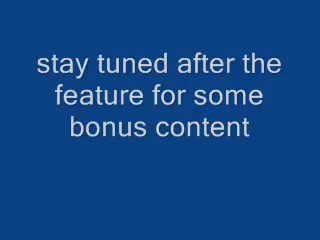 stay tuned after the
feature for some
bonus content